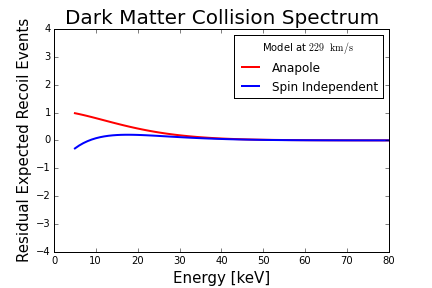 Dark Matter Collision Spectrum
Residual Expected Recoil Events
4
3
2
1
0
−1
−2
−3
−4
Model at 229 km/s
Anapole
Spin Independent
0 10 20 30 40 50 60 70 80
Energy [keV]